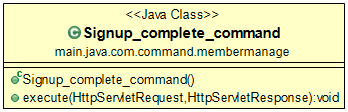 <<Java Class>>
Signup_complete_command
main.java.com.command.membermanage
Signup_complete_command()
execute(HttpServletRequest,HttpServletResponse):void